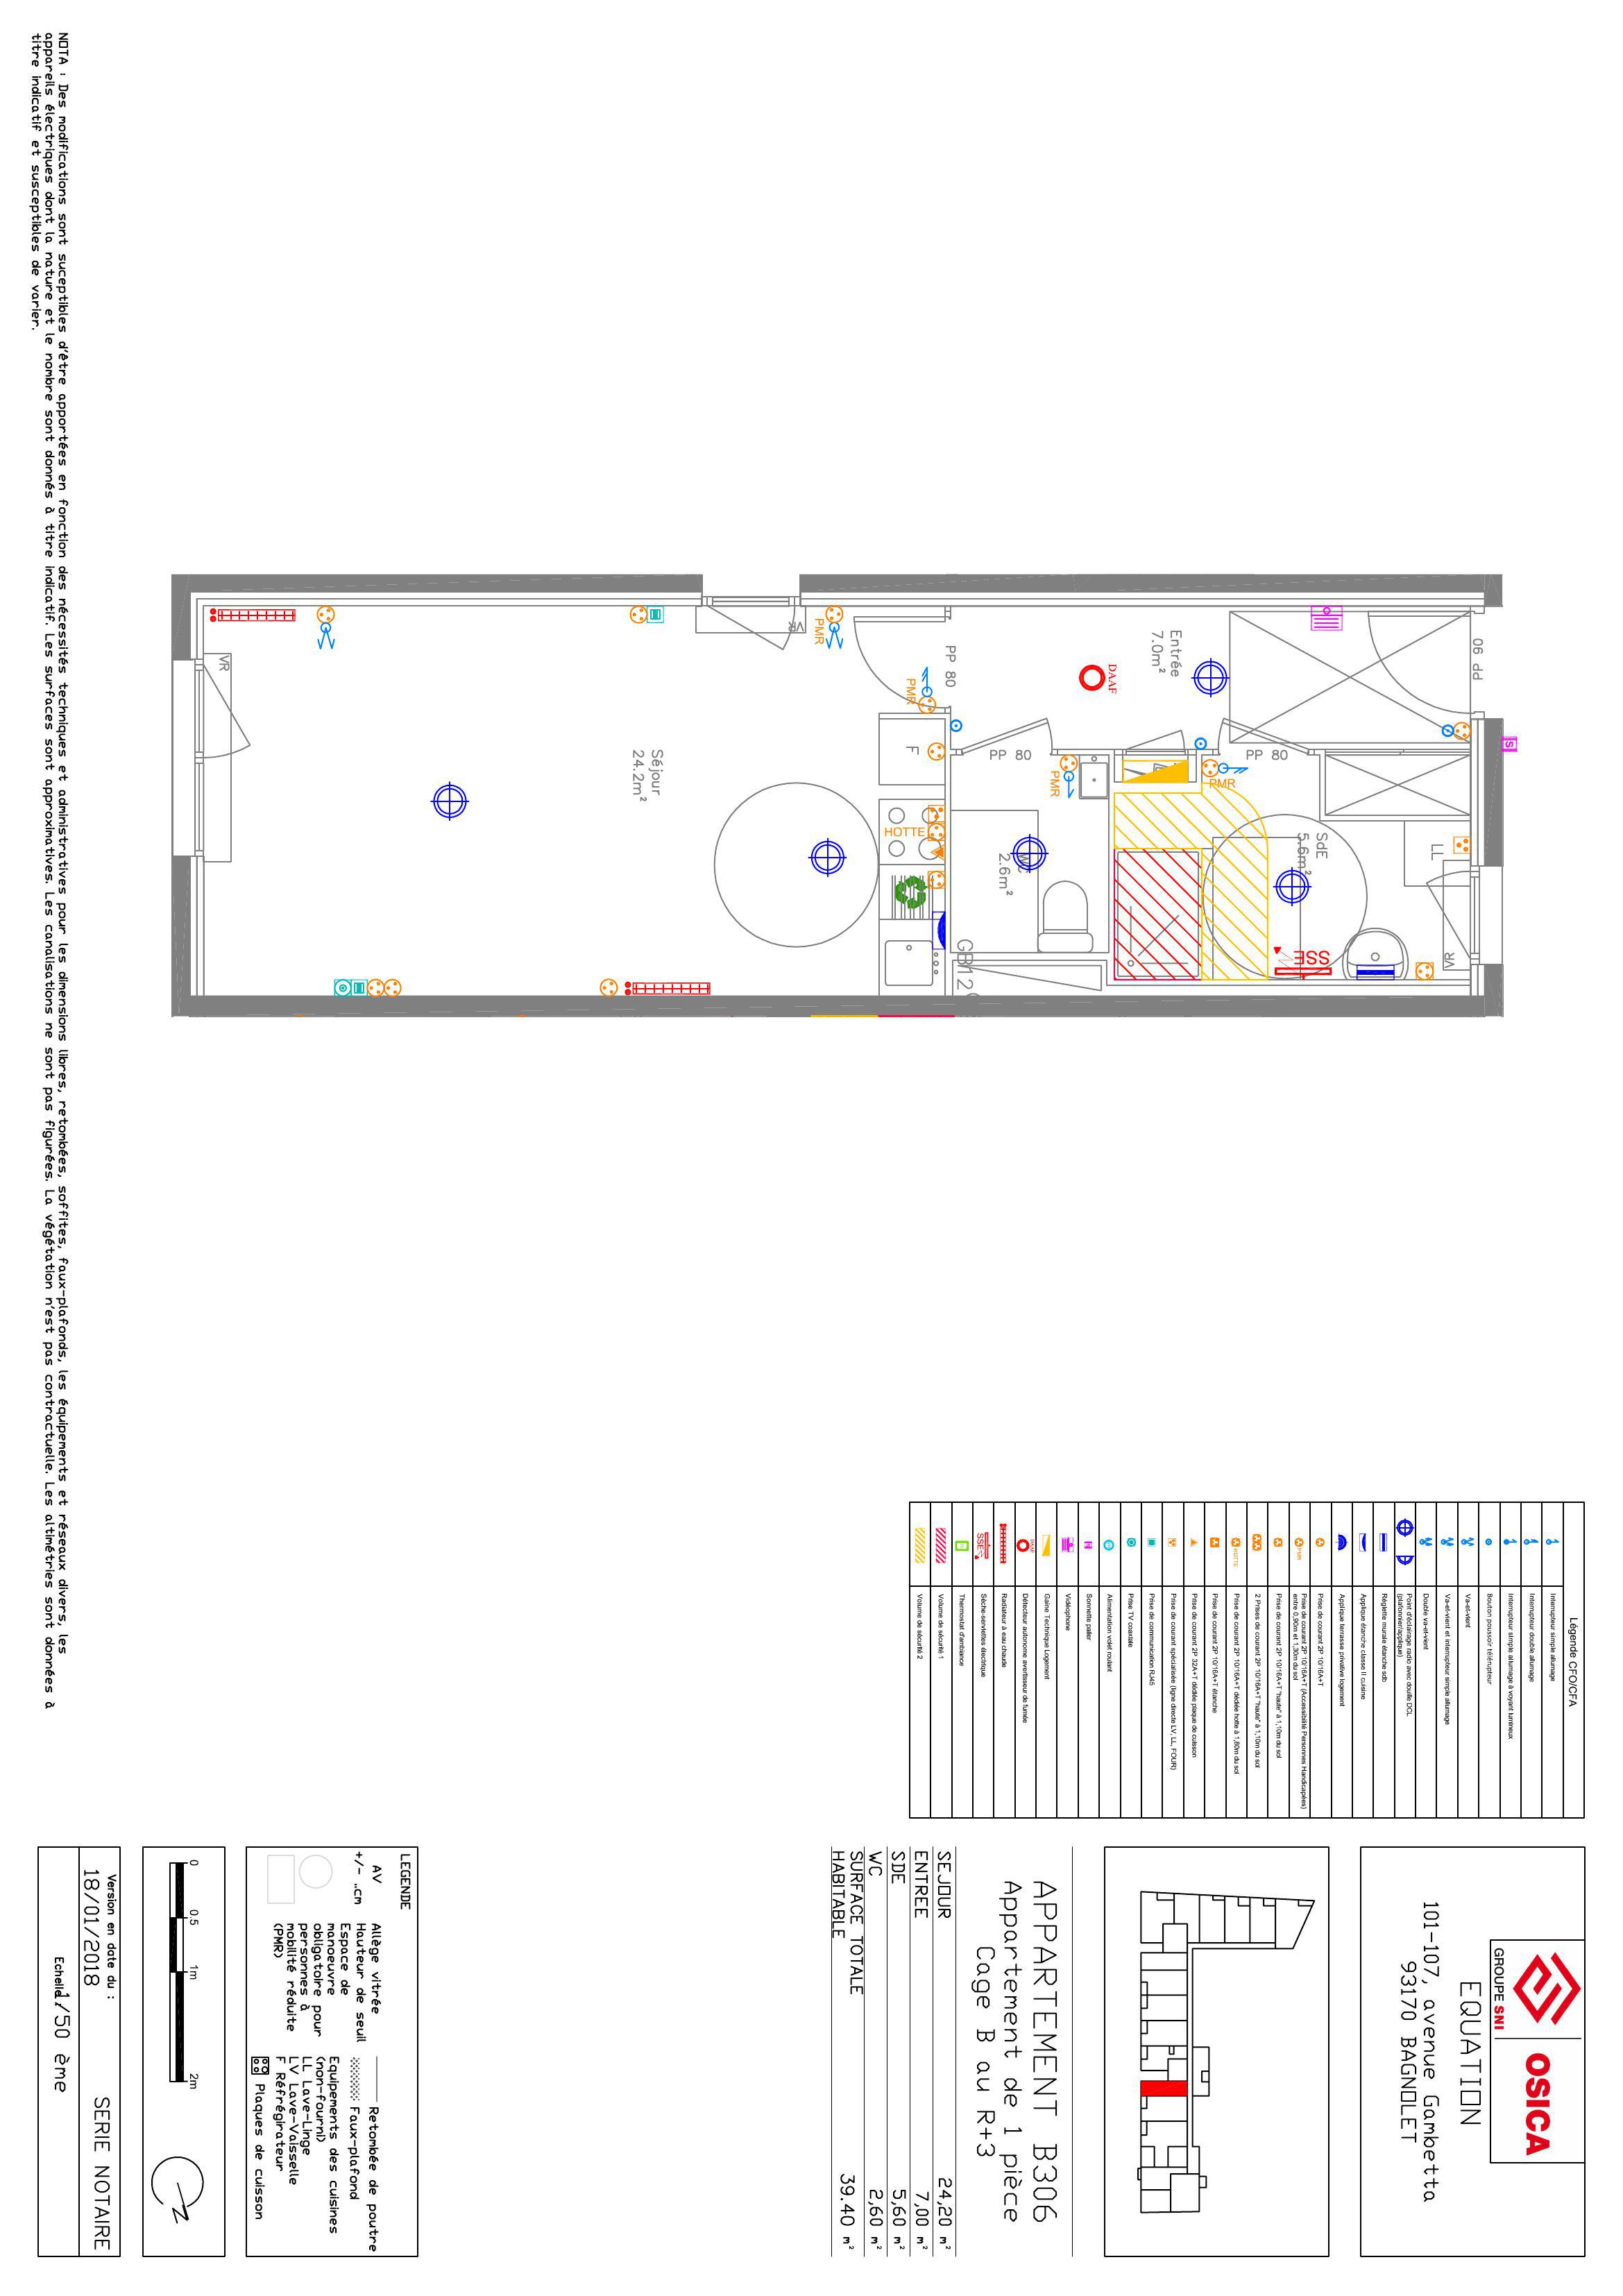 GROUPE SNI
OSICA
EQUATION
101-107, avenue Gambetta
93170 BAGNOLET
APPARTEMENT B306
Appartement de 1 pièce
Cage B au R+3
SEJOUR 24,20 m²
ENTREE 7,00 m²
SDE 5,60 m²
WC 2,60 m²
SURFACE TOTALE
HABITABLE 39.40 m²
LEGENDE
AV Allège vitrée
+/- ..cm Hauteur de seuil
Espace de
manoeuvre
obligatoire pour
personnes à
mobilité réduite
(PMR)
Retombée de poutre
Faux-plafond
Equipements des cuisines
(non-fourni)
LL Lave-Linge
LV Lave-Vaisselle
F Réfrégirateur
Plaques de cuisson
0 0.5 1m 2m
N
Version en date du :
18/01/2018
SERIE NOTAIRE
Echelle 1/50 ème
Légende CFO/CFA
Interrupteur simple allumage
Interrupteur double allumage
Interrupteur simple allumage à voyant lumineux
Bouton poussoir télérupteur
Va-et-vient
Va-et-vient et interrupteur simple allumage
Double va-et-vient
Point d'éclairage radio avec douille DCL
(plafonnier/applique)
Réglette murale étanche sdb
Applique étanche classe II cuisine
Applique terrasse privative logement
Prise de courant 2P 10/16A+T
PMR
Prise de courant 2P 10/16A+T (Accessibilité Personnes Handicapées)
entre 0,90m et 1,30m du sol
Prise de courant 2P 10/16A+T "haute" à 1,10m du sol
2 Prises de courant 2P 10/16A+T "haute" à 1,10m du sol
HOTTE
Prise de courant 2P 10/16A+T dédiée hotte à 1,80m du sol
Prise de courant 2P 10/16A+T étanche
Prise de courant 2P 32A+T dédiée plaque de cuisson
Prise de courant spécialisée (ligne directe LV, LL, FOUR)
Prise de communication RJ45
Prise TV coaxiale
Alimentation volet roulant
Sonnette palier
Vidéophone
Gaine Technique Logement
DAAF
Détecteur autonome avertisseur de fumée
Radiateur à eau chaude
SSE
Sèche-serviettes électrique
Thermostat d'ambiance
Volume de sécurité 1
Volume de sécurité 2
PP 90
S
Entrée
7.0m²
DAAF
PP 80
PP 80
PP 80
PMR
PMR
PMR
PMR
SdE
5.6m²
LL
VR
SSE
WC
2.6m²
F
HOTTE
VR
Séjour
24.2m²
VR
NOTA : Des modifications sont suceptibles d'être apportées en fonction des nécessités techniques et administratives pour les dimensions libres, retombées, soffites, faux-plafonds, les équipements et réseaux divers, les
appareils électriques dont la nature et le nombre sont donnés à titre indicatif. Les surfaces sont approximatives. Les canalisations ne sont pas figurées. La végétation n'est pas contractuelle. Les altimétries sont données à
titre indicatif et susceptibles de varier.